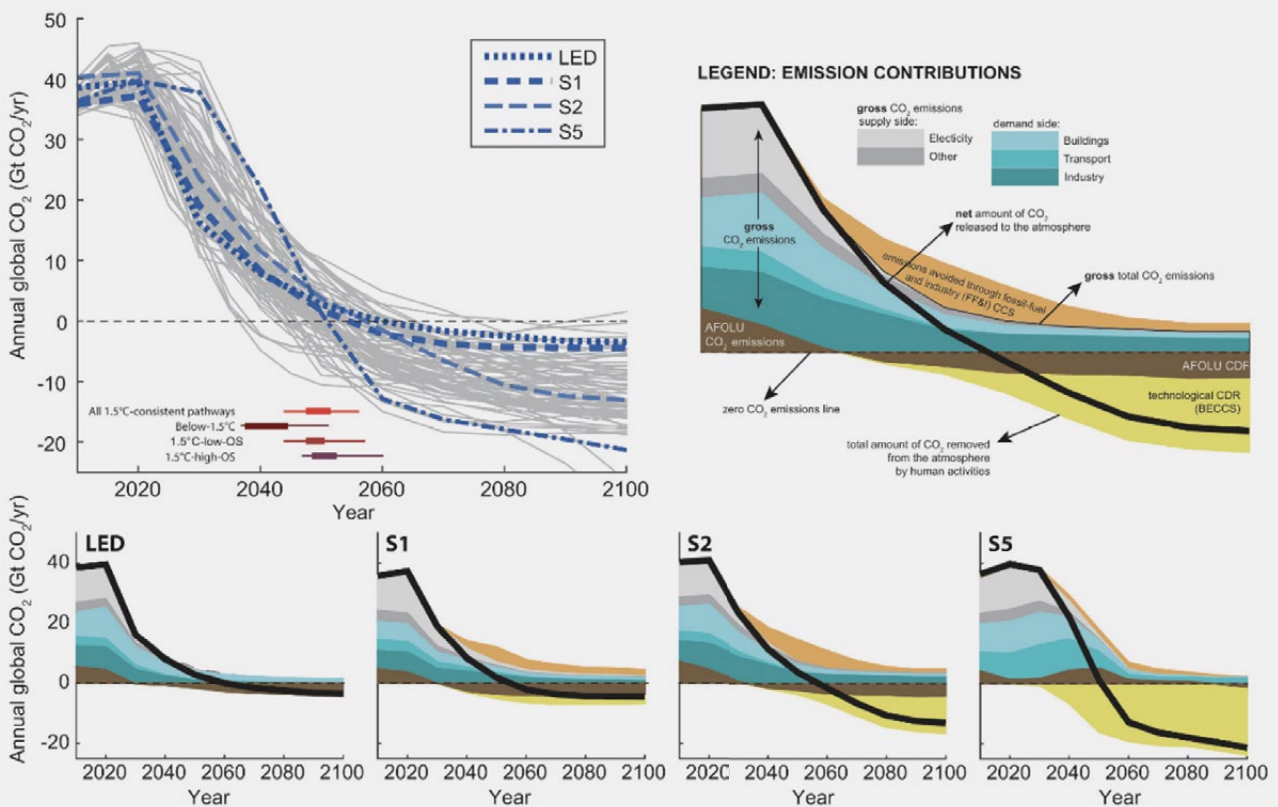 50
40
30
20
10
0
-10
-20
Annual global CO₂ (Gt CO₂/yr)
LED
S1
S2
S5
All 1.5°C-consistent pathways
Below-1.5°C
1.5°C-low-OS
1.5°C-high-OS
2020 2040 2060 2080 2100
Year
LEGEND: EMISSION CONTRIBUTIONS
gross CO₂ emissions
supply side:
Electicity
Other
demand side:
Buildings
Transport
Industry
gross
CO₂ emissions
net amount of CO₂
released to the atmosphere
emissions avoided through fossil-fuel
and industry (FF&I) CCS
gross total CO₂ emissions
AFOLU
CO₂ emissions
AFOLU CDF
zero CO₂ emissions line
technological CDR
(BECCS)
total amount of CO₂ removed
from the atmosphere
by human activities
Annual global CO₂ (Gt CO₂/yr)
40
20
0
-20
LED
2020 2040 2060 2080 2100
Year
S1
2020 2040 2060 2080 2100
Year
S2
2020 2040 2060 2080 2100
Year
S5
2020 2040 2060 2080 2100
Year